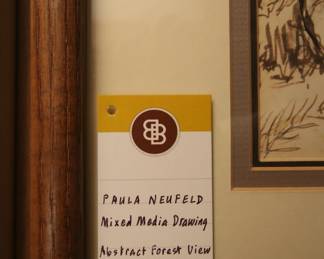 PAULA NEUFELD
Mixed Media Drawing
Abstract Forest View